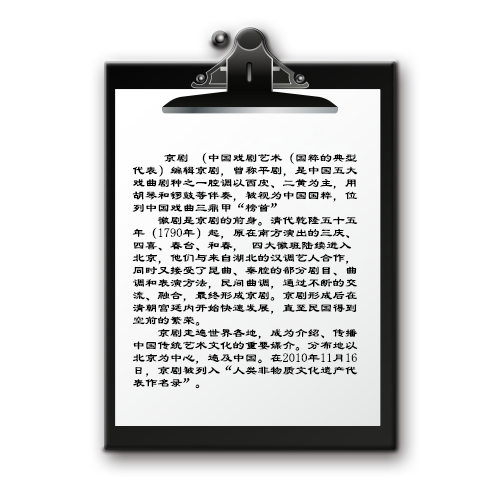 京剧 （中国戏剧艺术（国粹的典型
代表）编辑京剧，曾称平剧，是中国五大
戏曲剧种之一腔调以西皮、二黄为主，用
胡琴和锣鼓等伴奏，被视为中国国粹，位
列中国戏曲三鼎甲“榜首”
徽剧是京剧的前身。清代乾隆五十五
年（1790年）起，原在南方演出的三庆、
四喜、春台、和春， 四大徽班陆续进入
北京，他们与来自湖北的汉调艺人合作，
同时又接受了昆曲、秦腔的部分剧目、曲
调和表演方法，民间曲调，通过不断的交
流、融合，最终形成京剧。京剧形成后在
清朝宫廷内开始快速发展，直至民国得到
空前的繁荣。
京剧走遍世界各地，成为介绍、传播
中国传统艺术文化的重要媒介。分布地以
北京为中心，遍及中国。在2010年11月16
日，京剧被列入“人类非物质文化遗产代
表作名录”。